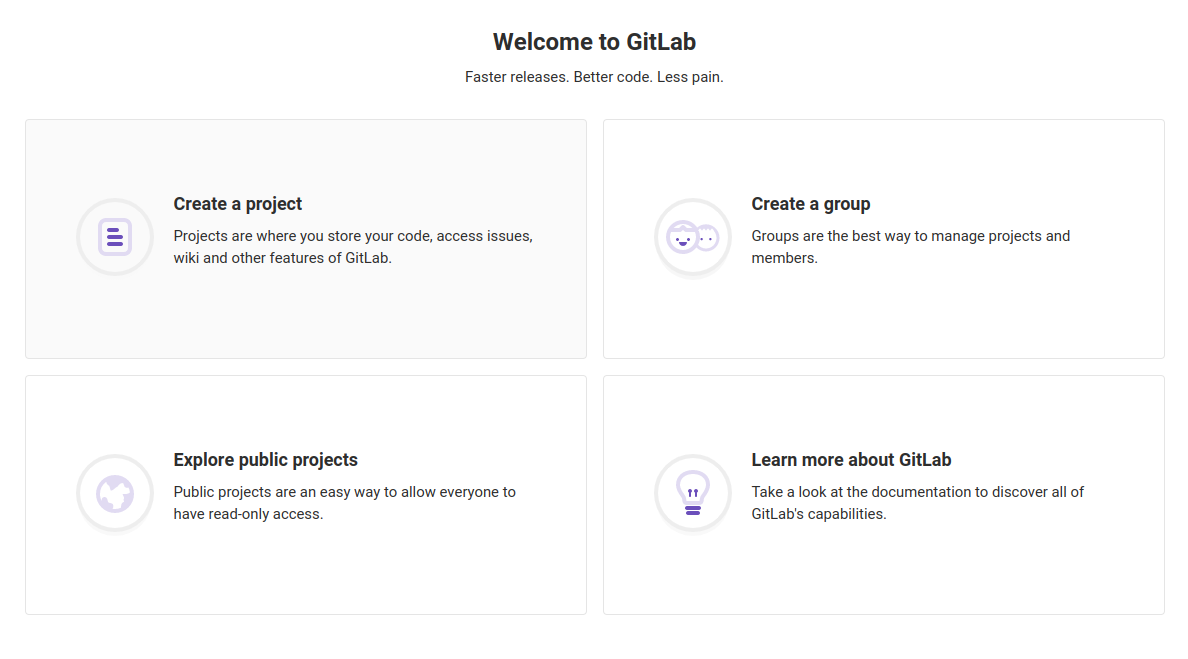 Welcome to GitLab
Faster releases. Better code. Less pain.
Create a project
Projects are where you store your code, access issues,
wiki and other features of GitLab.
Create a group
Groups are the best way to manage projects and
members.
Explore public projects
Public projects are an easy way to allow everyone to
have read-only access.
Learn more about GitLab
Take a look at the documentation to discover all of
GitLab's capabilities.